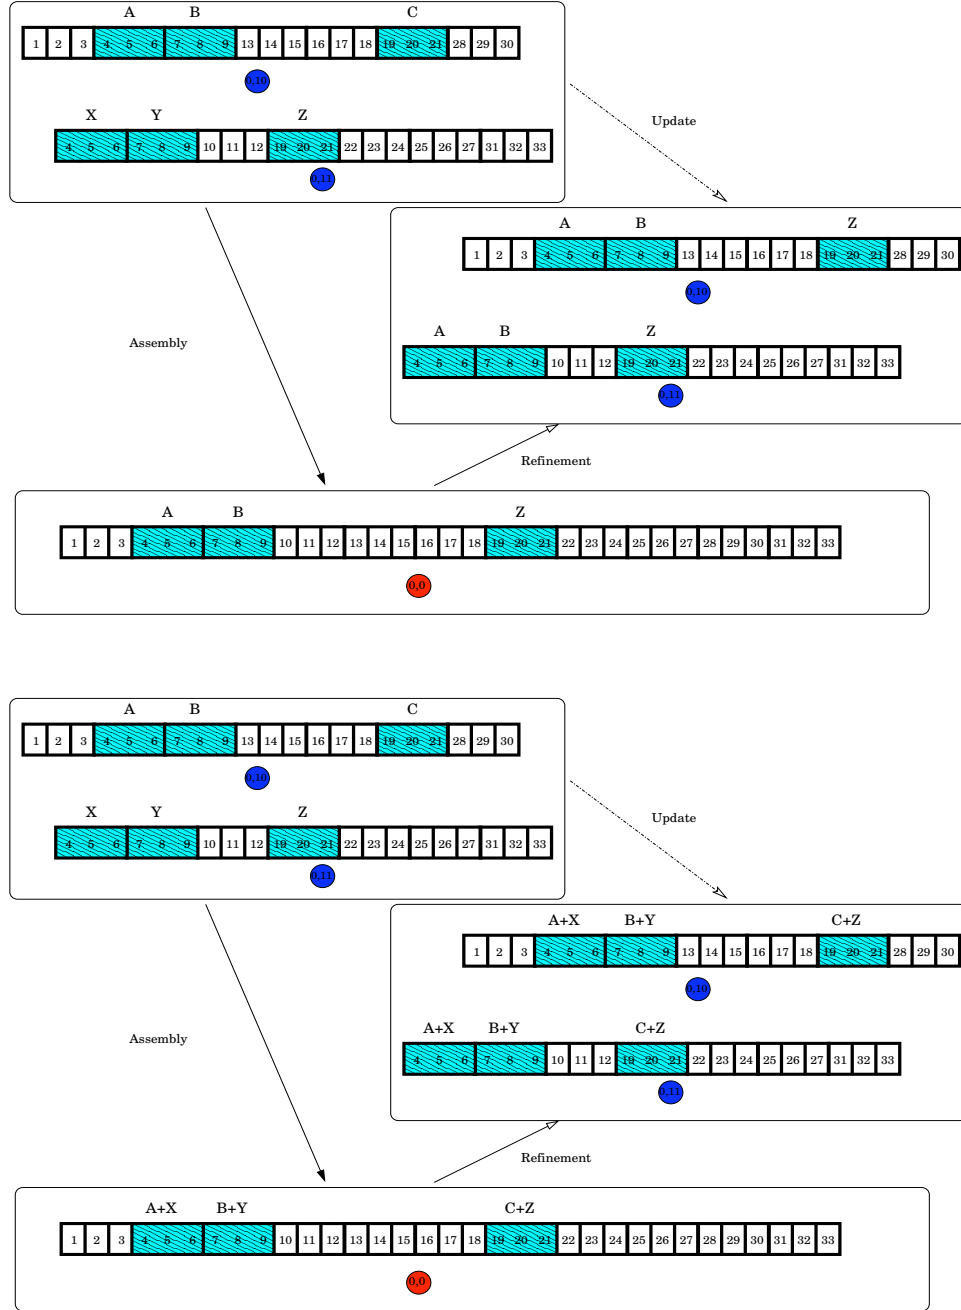 A B C
1 2 3 4 5 6 7 8 9 13 14 15 16 17 18 19 20 21 28 29 30
0,10
X Y Z
4 5 6 7 8 9 10 11 12 19 20 21 22 23 24 25 26 27 31 32 33
0,11
Update
A B Z
1 2 3 4 5 6 7 8 9 13 14 15 16 17 18 19 20 21 28 29 30
0,10
A B Z
4 5 6 7 8 9 10 11 12 19 20 21 22 23 24 25 26 27 31 32 33
0,11
Assembly
Refinement
A B Z
1 2 3 4 5 6 7 8 9 10 11 12 13 14 15 16 17 18 19 20 21 22 23 24 25 26 27 28 29 30 31 32 33
0,0
A B C
1 2 3 4 5 6 7 8 9 13 14 15 16 17 18 19 20 21 28 29 30
0,10
X Y Z
4 5 6 7 8 9 10 11 12 19 20 21 22 23 24 25 26 27 31 32 33
0,11
Update
A+X B+Y C+Z
1 2 3 4 5 6 7 8 9 13 14 15 16 17 18 19 20 21 28 29 30
0,10
A+X B+Y C+Z
4 5 6 7 8 9 10 11 12 19 20 21 22 23 24 25 26 27 31 32 33
0,11
Assembly
Refinement
A+X B+Y C+Z
1 2 3 4 5 6 7 8 9 10 11 12 13 14 15 16 17 18 19 20 21 22 23 24 25 26 27 28 29 30 31 32 33
0,0